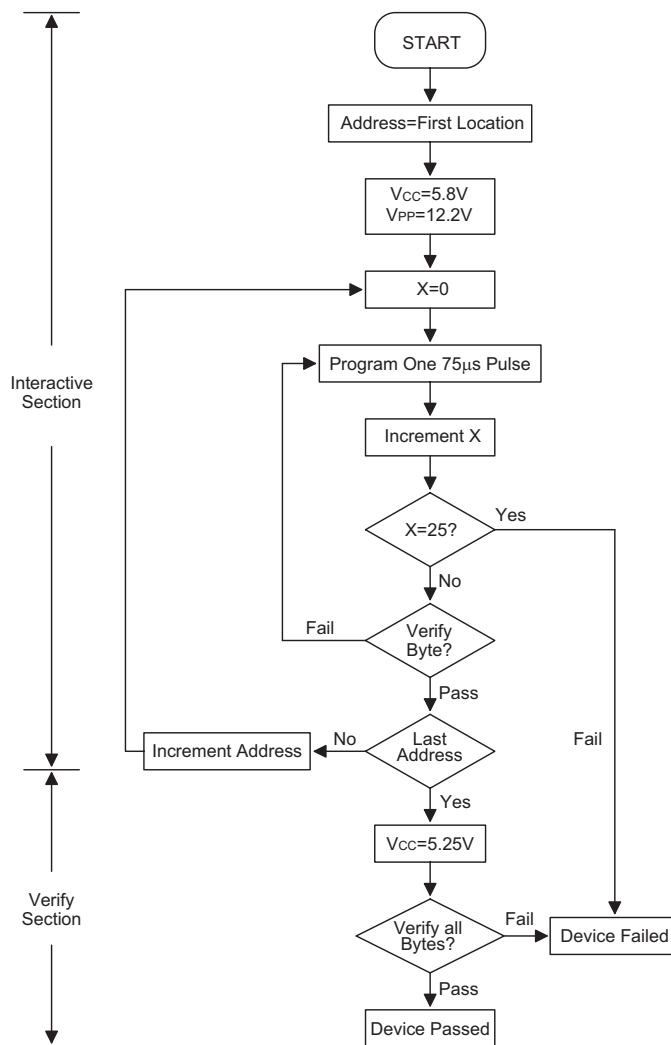 START
Address=First Location
VCC=5.8V
VPP=12.2V
X=0
Program One 75μs Pulse
Interactive
Section
Increment X
X=25?
Yes
No
Fail
Verify
Byte?
Pass
Increment Address
No
Last
Address
Fail
Yes
VCC=5.25V
Verify
Section
Verify all
Bytes?
Fail
Device Failed
Pass
Device Passed